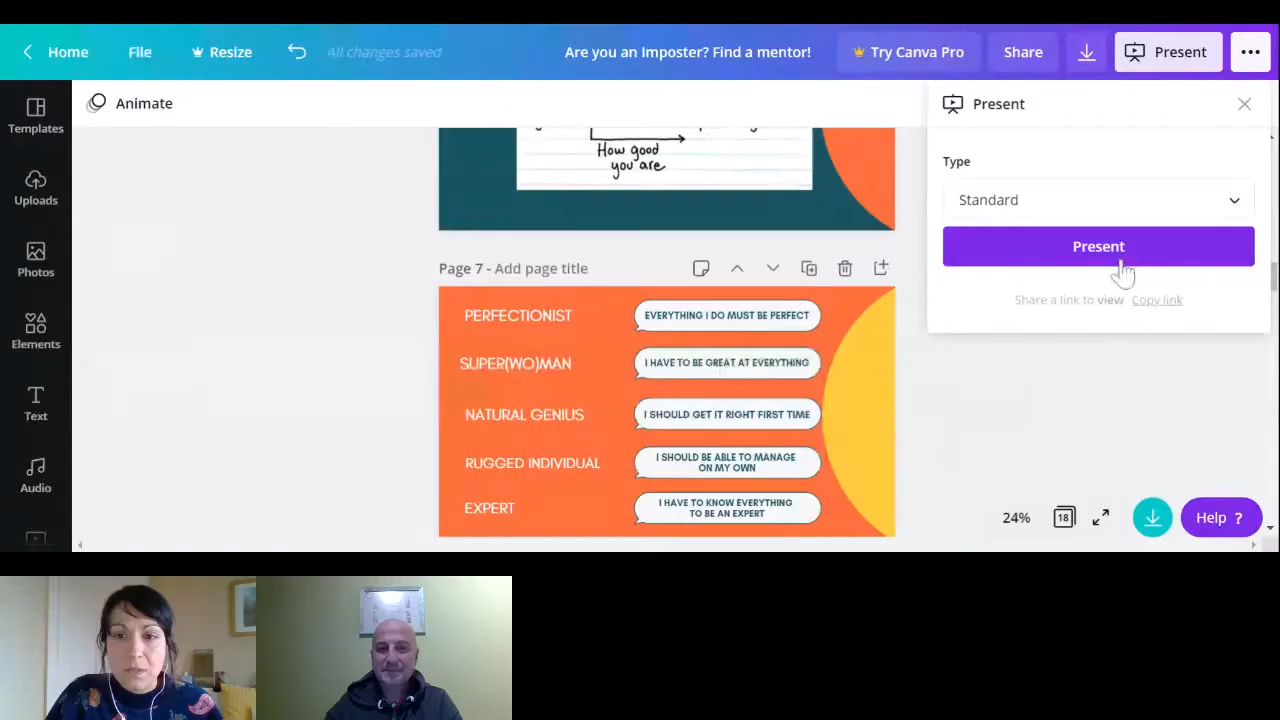 Home File Resize All changes saved Are you an Imposter? Find a mentor! Try Canva Pro Share Present
Templates
Uploads
Photos
Elements
Text
Audio
Animate
How good
you are
Page 7 - Add page title
PERFECTIONIST EVERYTHING I DO MUST BE PERFECT
SUPER(WO)MAN I HAVE TO BE GREAT AT EVERYTHING
NATURAL GENIUS I SHOULD GET IT RIGHT FIRST TIME
RUGGED INDIVIDUAL I SHOULD BE ABLE TO MANAGE
ON MY OWN
EXPERT I HAVE TO KNOW EVERYTHING
TO BE AN EXPERT
Present
Type
Standard
Present
Share a link to view Copy link
24% 18 Help ?